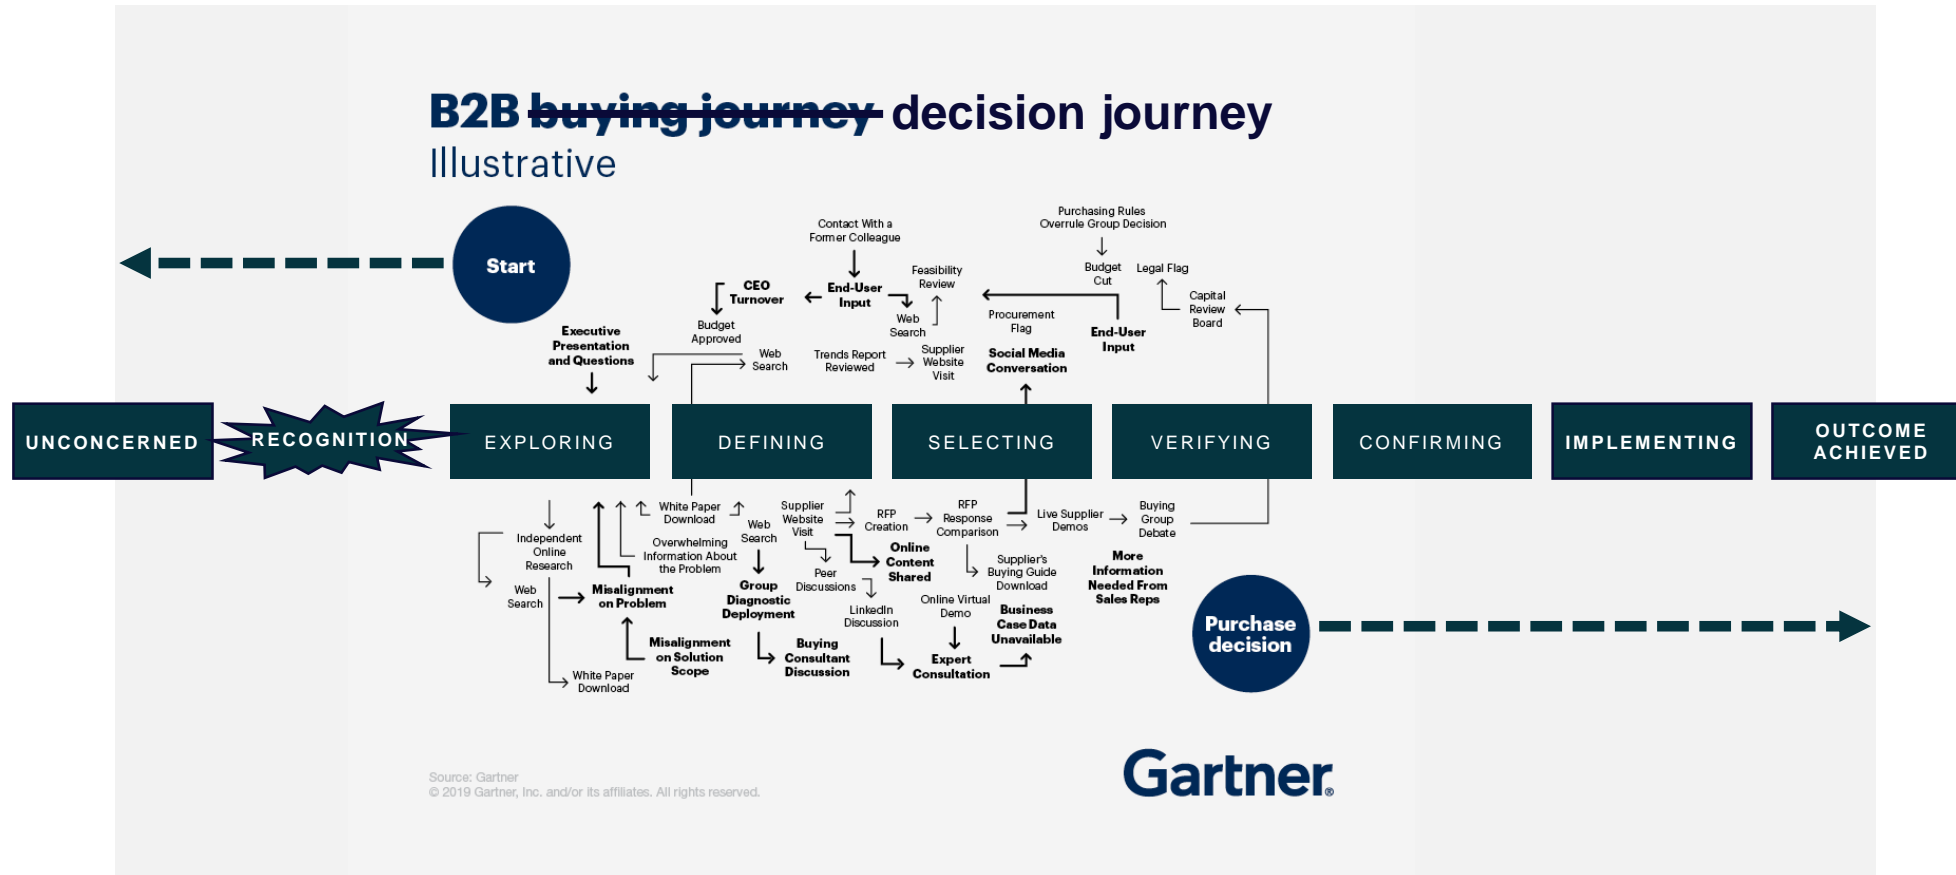 B2B buying journey decision journey
Illustrative
Start
Contact With a
Former Colleague
Purchasing Rules
Overrule Group Decision
CEO
Turnover
End-User
Input
Feasibility
Review
Budget
Cut
Legal Flag
Budget
Approved
Web
Search
Procurement
Flag
End-User
Input
Capital
Review
Board
Executive
Presentation
and Questions
Web
Search
Trends Report
Reviewed
Supplier
Website
Visit
Social Media
Conversation
UNCONCERNED
RECOGNITION
EXPLORING
DEFINING
SELECTING
VERIFYING
CONFIRMING
IMPLEMENTING
OUTCOME
ACHIEVED
White Paper
Download
Supplier
Website
Visit
RFP
Creation
RFP
Response
Comparison
Live Supplier
Demos
Buying
Group
Debate
Independent
Online
Research
Web
Search
Overwhelming
Information About
the Problem
Online
Content
Shared
More
Information
Needed From
Sales Reps
Web
Search
Misalignment
on Problem
Group
Diagnostic
Deployment
Peer
Discussions
Supplier's
Buying Guide
Download
LinkedIn
Discussion
Online Virtual
Demo
Business
Case Data
Unavailable
Purchase
decision
Misalignment
on Solution
Scope
Buying
Consultant
Discussion
Expert
Consultation
White Paper
Download
Source: Gartner
© 2019 Gartner, Inc. and/or its affiliates. All rights reserved.
Gartner®